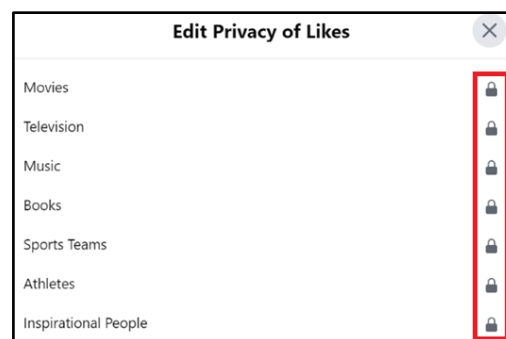 Edit Privacy of Likes
Movies
Television
Music
Books
Sports Teams
Athletes
Inspirational People